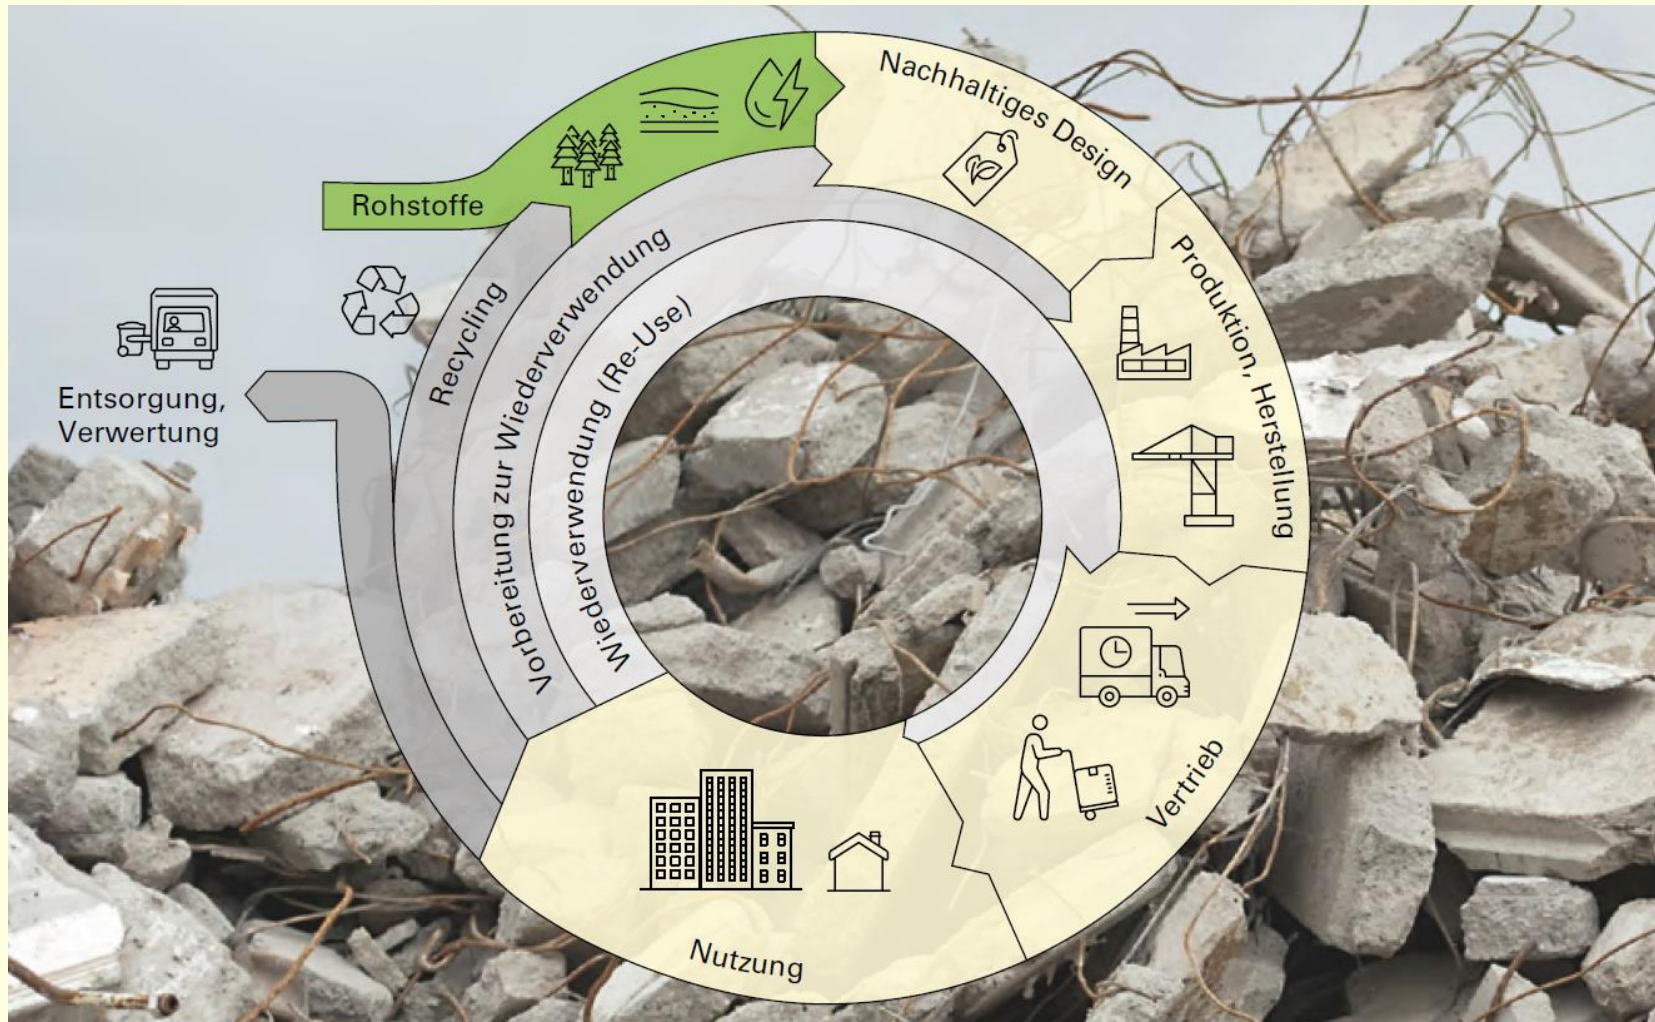 Nachhaltiges Design
Rohstoffe
Produktion, Herstellung
Recycling
Vorbereitung zur Wiederverwendung
Wiederverwendung (Re-Use)
Entsorgung,
Verwertung
Vertrieb
Nutzung